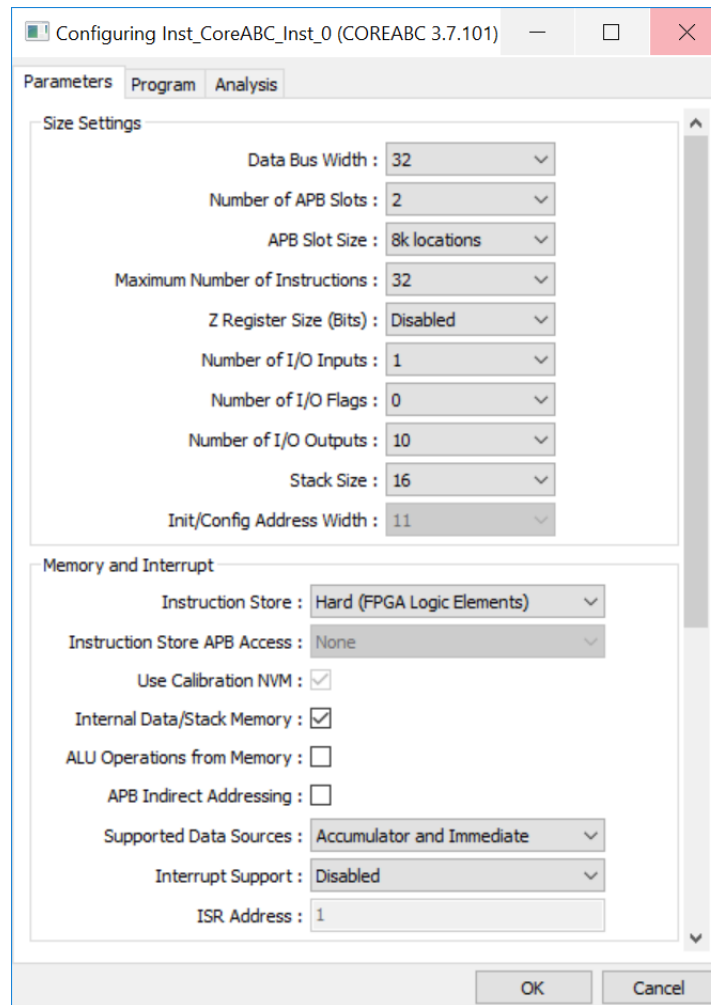 Configuring Inst_CoreABC_Inst_0 (COREABC 3.7.101)
Parameters Program Analysis
Size Settings
Data Bus Width : 32
Number of APB Slots : 2
APB Slot Size : 8k locations
Maximum Number of Instructions : 32
Z Register Size (Bits) : Disabled
Number of I/O Inputs : 1
Number of I/O Flags : 0
Number of I/O Outputs : 10
Stack Size : 16
Init/Config Address Width : 11
Memory and Interrupt
Instruction Store : Hard (FPGA Logic Elements)
Instruction Store APB Access : None
Use Calibration NVM :
Internal Data/Stack Memory :
ALU Operations from Memory :
APB Indirect Addressing :
Supported Data Sources : Accumulator and Immediate
Interrupt Support : Disabled
ISR Address : 1
OK Cancel